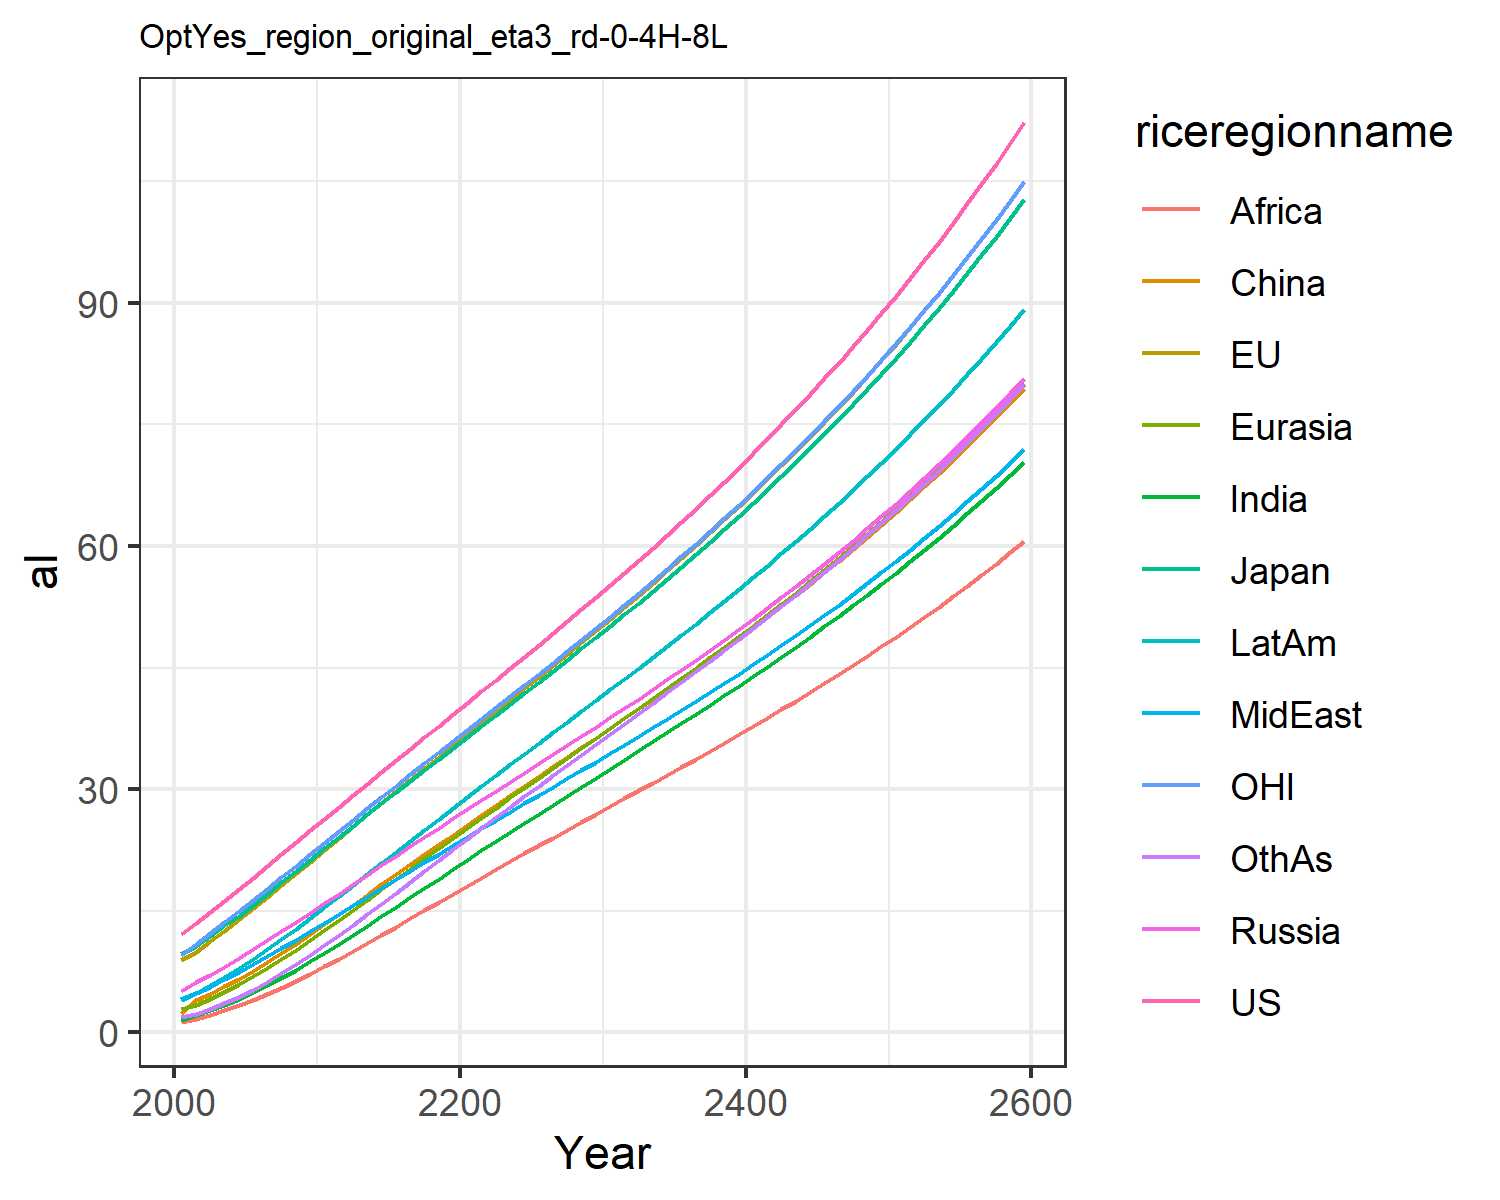 OptYes_region_original_eta3_rd-0-4H-8L
al
90
60
30
0
2000 2200 2400 2600
Year
riceregionname
Africa
China
EU
Eurasia
India
Japan
LatAm
MidEast
OHI
OthAs
Russia
US